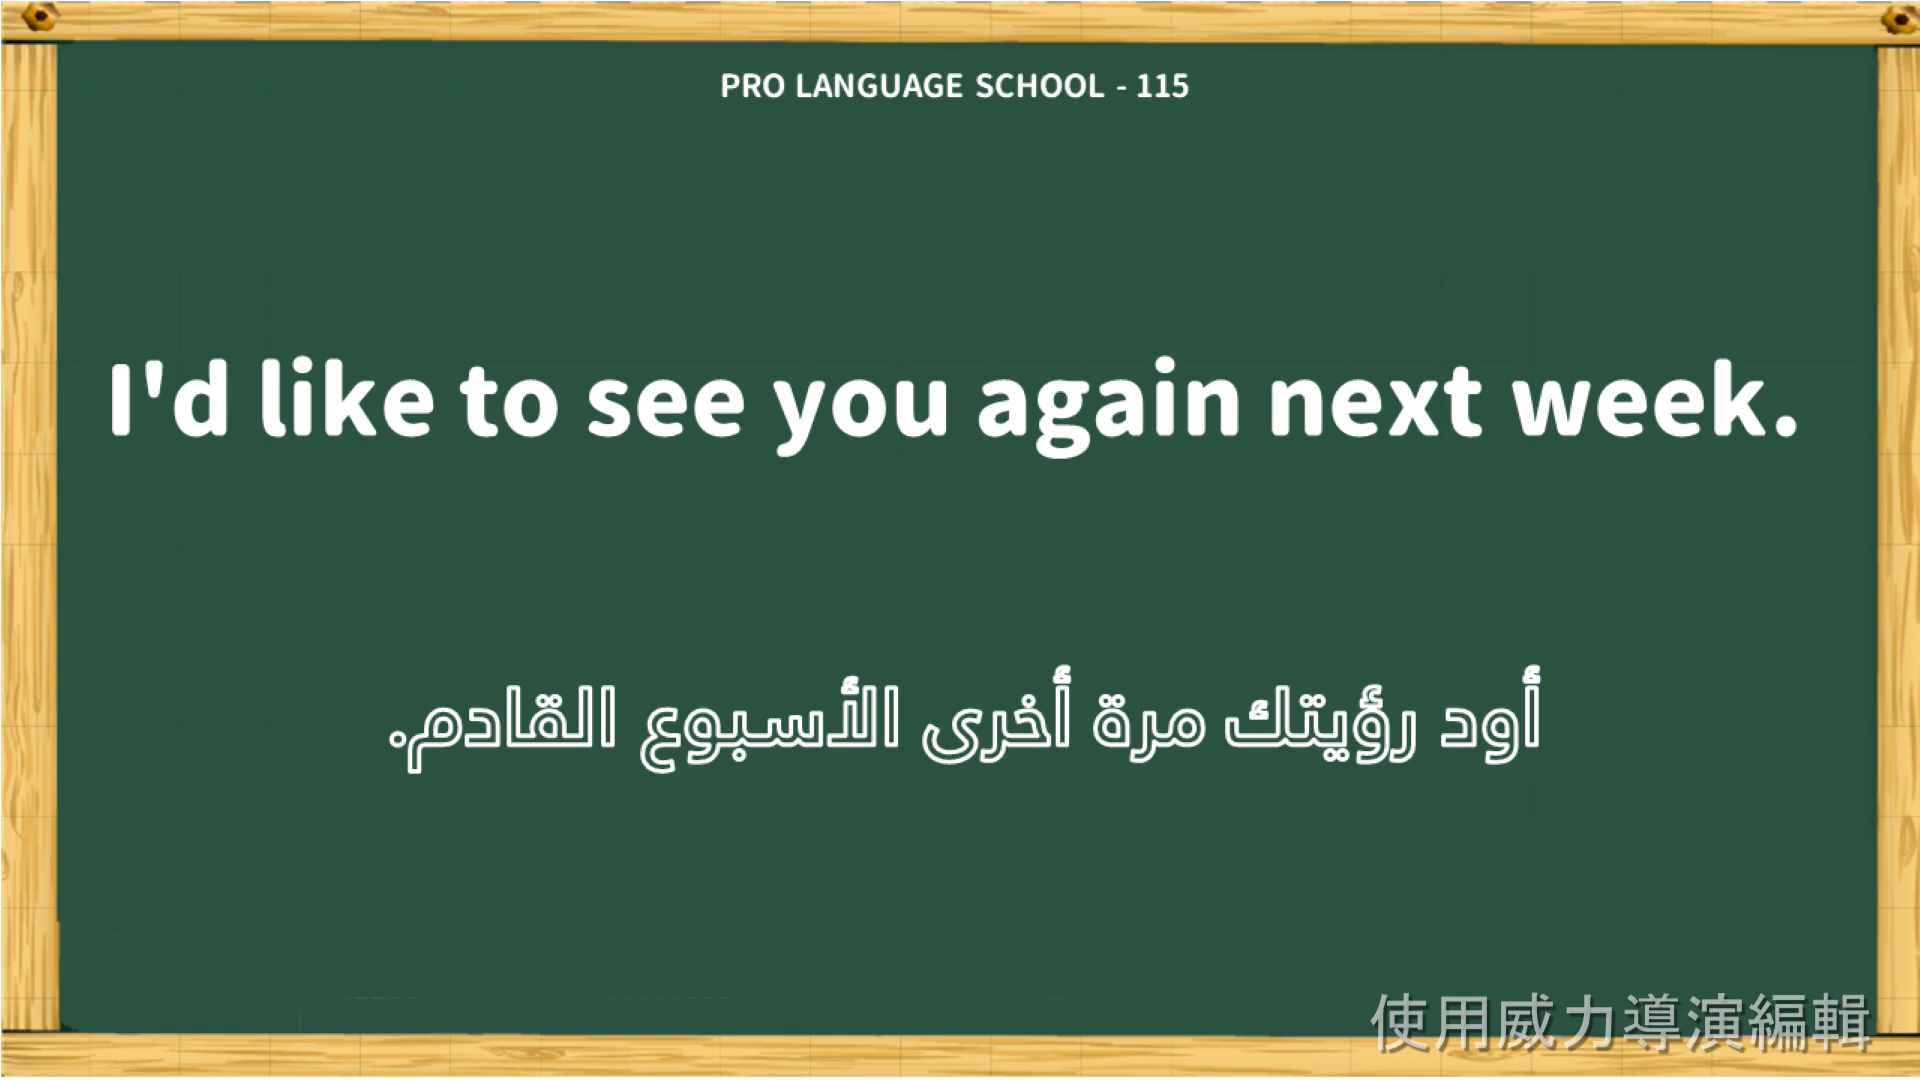 PRO LANGUAGE SCHOOL - 115
I'd like to see you again next week.
أود رؤيتك مرة أخرى الأسبوع القادم.
使用威力導演編輯